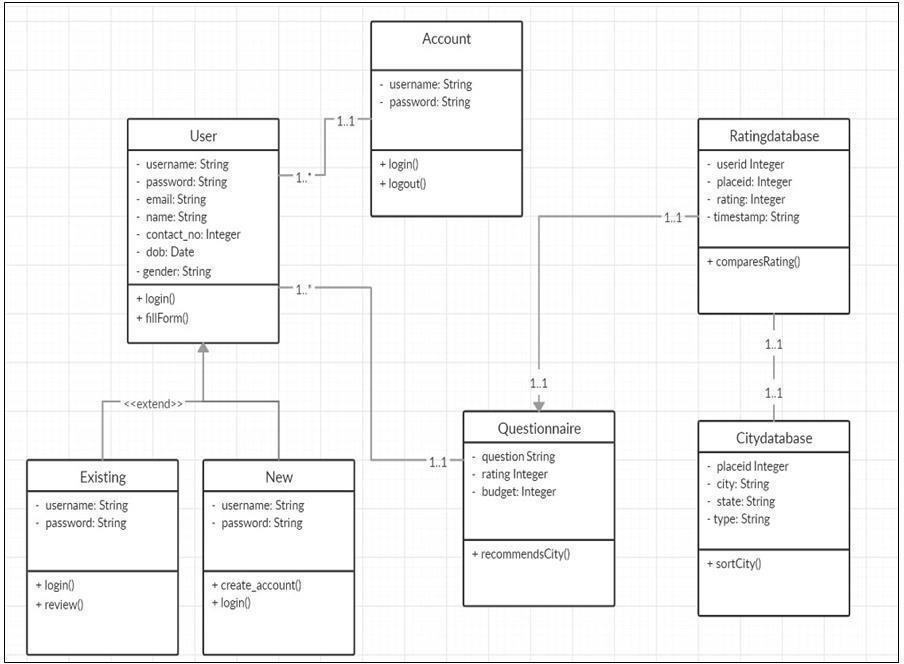 Account
- username: String
- password: String
+ login()
+ logout()
1..1
1..*
User
- username: String
- password: String
- email: String
- name: String
- contact_no: Integer
- dob: Date
- gender: String
+ login()
+ fillForm()
1..*
1..1
<<extend>>
Existing
- username: String
- password: String
+ login()
+ review()
New
- username: String
- password: String
+ create_account()
+ login()
Questionnaire
- question String
- rating Integer
- budget: Integer
+ recommendsCity()
1..1
1..1
Ratingdatabase
- userid Integer
- placeid: Integer
- rating: Integer
- timestamp: String
+ comparesRating()
1..1
1..1
Citydatabase
- placeid Integer
- city: String
- state: String
- type: String
+ sortCity()